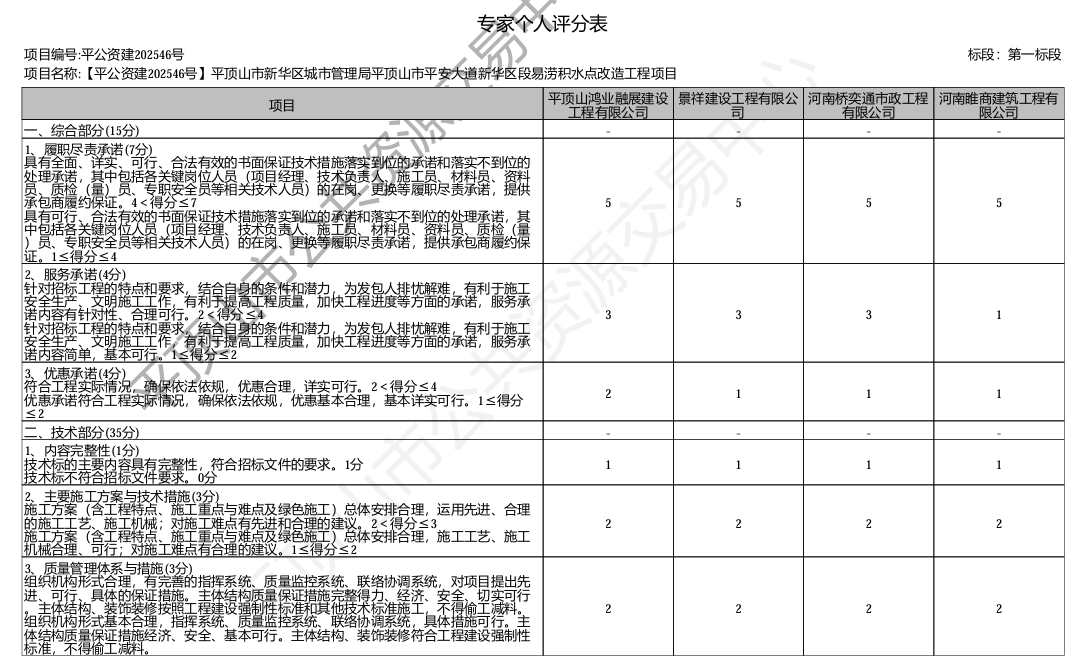 专家个人评分表
项目编号:平公资建202546号
标段：第一标段
项目名称:【平公资建202546号】平顶山市新华区城市管理局平顶山市平安大道新华区段易涝积水点改造工程项目
项目
平顶山鸿业融展建设
工程有限公司
景祥建设工程有限公
司
河南桥奕通市政工程
有限公司
河南睢商建筑工程有
限公司
一、综合部分(15分)
-
-
-
-
1、履职尽责承诺(7分)
具有全面、详实、可行、合法有效的书面保证技术措施落实到位的承诺和落实不到位的
处理承诺，其中包括各关键岗位人员（项目经理、技术负责人、施工员、材料员、资料
员、质检（量）员、专职安全员等相关技术人员）的在岗、更换等履职尽责承诺，提供
承包商履约保证。4＜得分≤7
具有可行、合法有效的书面保证技术措施落实到位的承诺和落实不到位的处理承诺，其
中包括各关键岗位人员（项目经理、技术负责人、施工员、材料员、资料员、质检（量
）员、专职安全员等相关技术人员）的在岗、更换等履职尽责承诺，提供承包商履约保
证。1≤得分≤4
5
5
5
5
2、服务承诺(4分)
针对招标工程的特点和要求，结合自身的条件和潜力，为发包人排忧解难，有利于施工
安全生产、文明施工工作，有利于提高工程质量，加快工程进度等方面的承诺，服务承
诺内容有针对性、合理可行。2＜得分≤4
针对招标工程的特点和要求，结合自身的条件和潜力，为发包人排忧解难，有利于施工
安全生产、文明施工工作，有利于提高工程质量，加快工程进度等方面的承诺，服务承
诺内容简单，基本可行。1≤得分≤2
3
3
3
1
3、优惠承诺(4分)
符合工程实际情况，确保依法依规，优惠合理，详实可行。2＜得分≤4
优惠承诺符合工程实际情况，确保依法依规，优惠基本合理，基本详实可行。1≤得分
≤2
2
1
1
1
二、技术部分(35分)
-
-
-
-
1、内容完整性(1分)
技术标的主要内容具有完整性，符合招标文件的要求。1分
技术标不符合招标文件要求。0分
1
1
1
1
2、主要施工方案与技术措施(3分)
施工方案（含工程特点、施工重点与难点及绿色施工）总体安排合理，运用先进、合理
的施工工艺、施工机械；对施工难点有先进和合理的建议。2＜得分≤3
施工方案（含工程特点、施工重点与难点及绿色施工）总体安排合理，施工工艺、施工
机械合理、可行；对施工难点有合理的建议。1≤得分≤2
2
2
2
2
3、质量管理体系与措施(3分)
组织机构形式合理，有完善的指挥系统、质量监控系统、联络协调系统，对项目提出先
进、可行、具体的保证措施。主体结构质量保证措施完整得力、经济、安全、切实可行
。主体结构、装饰装修按照工程建设强制性标准和其他技术标准施工，不得偷工减料。
组织机构形式基本合理，指挥系统、质量监控系统、联络协调系统，具体措施可行。主
体结构质量保证措施经济、安全、基本可行。主体结构、装饰装修符合工程建设强制性
标准，不得偷工减料。
2
2
2
2
平顶山市公共资源交易中
顶山市公共资源交易中心